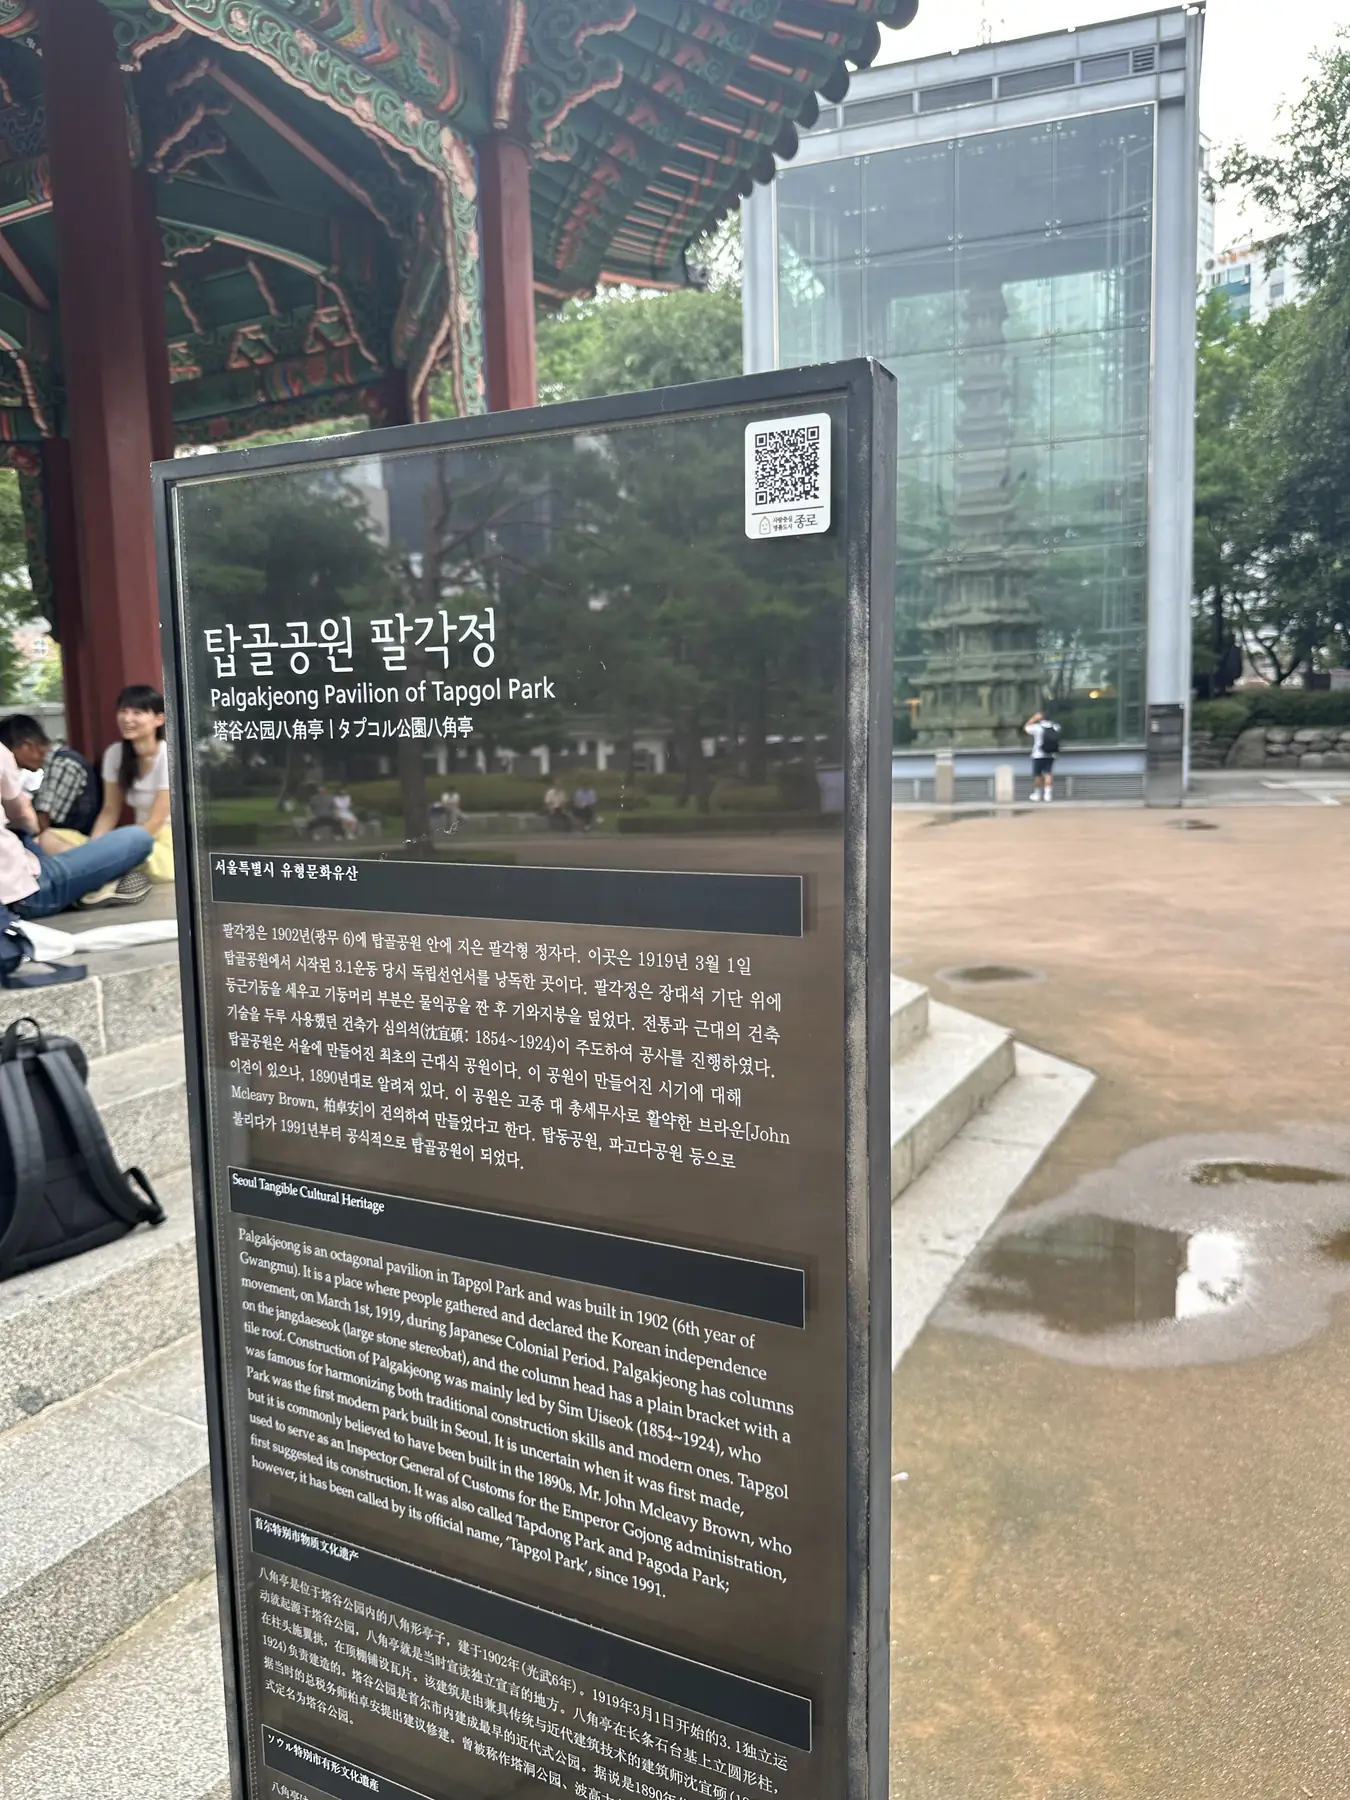 사람중심
명품도시 종로
탑골공원 팔각정
Palgakjeong Pavilion of Tapgol Park
塔谷公园八角亭 | タプコル公園八角亭
서울특별시 유형문화유산
팔각정은 1902년(광무 6)에 탑골공원 안에 지은 팔각형 정자다. 이곳은 1919년 3월 1일
탑골공원에서 시작된 3.1운동 당시 독립선언서를 낭독한 곳이다. 팔각정은 장대석 기단 위에
둥근기둥을 세우고 기둥머리 부분은 물익공을 짠 후 기와지붕을 덮었다. 전통과 근대의 건축
기술을 두루 사용했던 건축가 심의석(沈宜碩: 1854~1924)이 주도하여 공사를 진행하였다.
탑골공원은 서울에 만들어진 최초의 근대식 공원이다. 이 공원이 만들어진 시기에 대해
이견이 있으나, 1890년대로 알려져 있다. 이 공원은 고종 대 총세무사로 활약한 브라운[John
Mcleavy Brown, 柏卓安]이 건의하여 만들었다고 한다. 탑동공원, 파고다공원 등으로
불리다가 1991년부터 공식적으로 탑골공원이 되었다.
Seoul Tangible Cultural Heritage
Palgakjeong is an octagonal pavilion in Tapgol Park and was built in 1902 (6th year of
Gwangmu). It is a place where people gathered and declared the Korean independence
movement, on March 1st, 1919, during Japanese Colonial Period. Palgakjeong has columns
on the jangdaeseok (large stone stereobat), and the column head has a plain bracket with a
tile roof. Construction of Palgakjeong was mainly led by Sim Uiseok (1854~1924), who
was famous for harmonizing both traditional construction skills and modern ones. Tapgol
Park was the first modern park built in Seoul. It is uncertain when it was first made,
but it is commonly believed to have been built in the 1890s. Mr. John Mcleavy Brown, who
used to serve as an Inspector General of Customs for the Emperor Gojong administration,
first suggested its construction. It was also called Tapdong Park and Pagoda Park;
however, it has been called by its official name, 'Tapgol Park', since 1991.
首尔特别市物质文化遗产
八角亭是位于塔谷公园内的八角形亭子，建于1902年(光武6年)。1919年3月1日开始的3.1独立运
动就起源于塔谷公园，八角亭就是当时宣读独立宣言的地方。八角亭在长条石台基上立圆形柱，
在柱头施翼拱，在顶棚铺设瓦片。该建筑是由兼具传统与近代建筑技术的建筑师沈宜硕(18
1924)负责建造的。塔谷公园是首尔市内建成最早的近代式公园。据说是1890年
据当时的总税务司柏卓安提出建议修建。曾被称作塔洞公园、波高
式定名为塔谷公园。
ソウル特別市有形文化遺産
八角亭